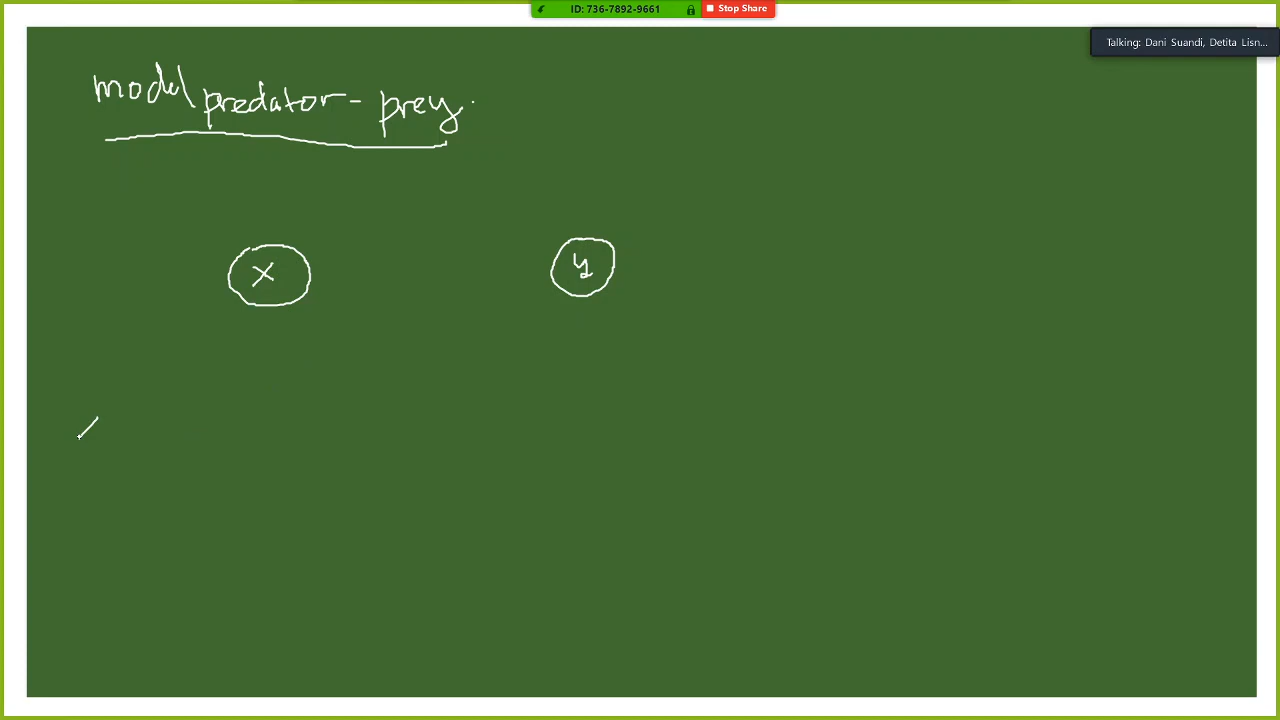 ID: 736-7892-9661 Stop Share
Talking: Dani Suandi, Detita Lisn...
model predator - prey.
x y